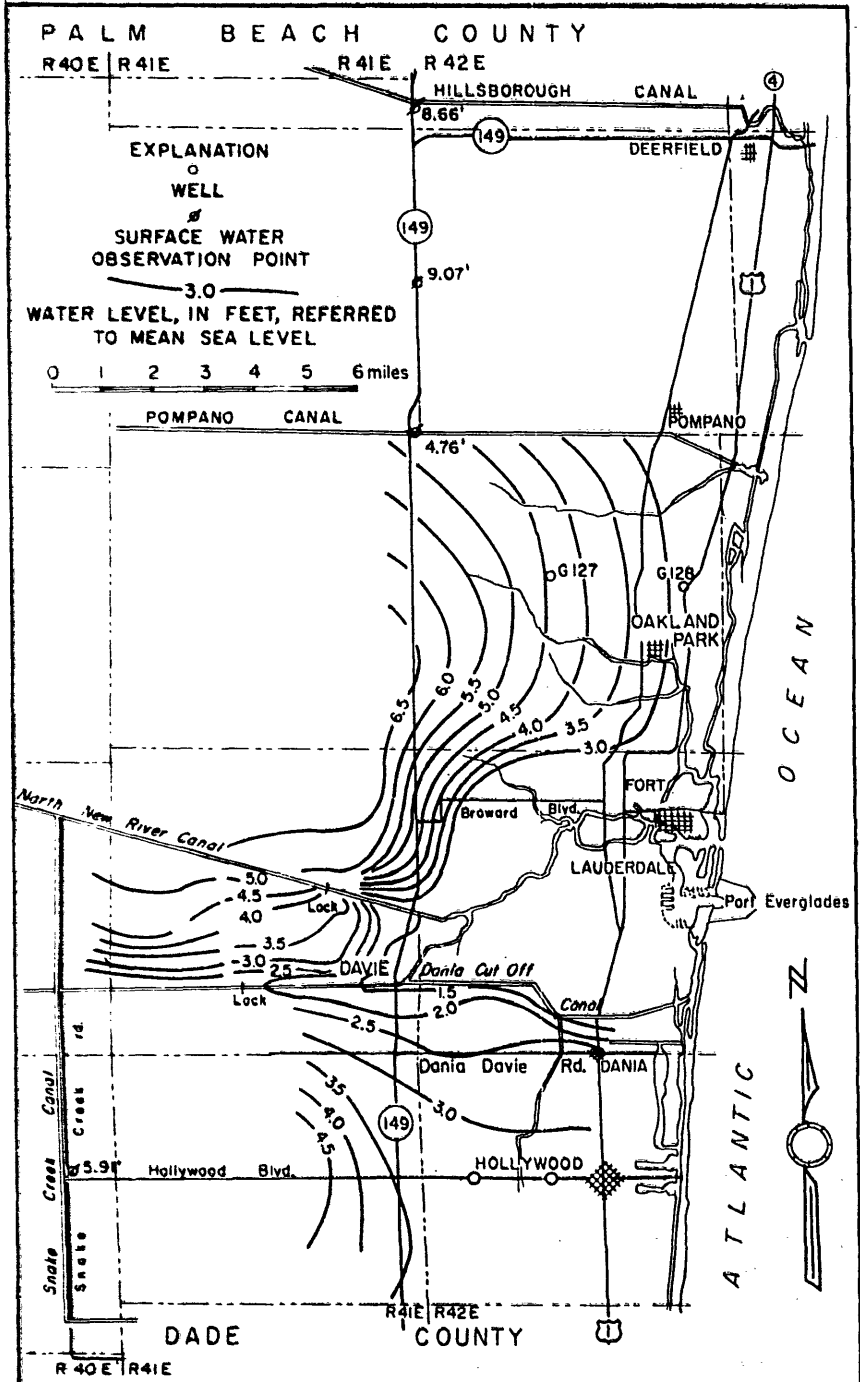 PALM BEACH COUNTY
R40E R41E R41E R42E
HILLSBOROUGH CANAL
4
8.66'
149
DEERFIELD
EXPLANATION
WELL
SURFACE WATER
OBSERVATION POINT
3.0
WATER LEVEL, IN FEET, REFERRED
TO MEAN SEA LEVEL
0 1 2 3 4 5 6 miles
149
9.07'
1
POMPANO CANAL
POMPANO
4.76'
G127
G128
OAKLAND
PARK
6.5
6.0
5.5
5.0
4.5
4.0
3.5
3.0
OCEAN
North New River Canal
FORT
Broward Blvd.
LAUDERDALE
Port Everglades
5.0
4.5
4.0
Lock
3.5
3.0
2.5
DAVIE
Dania Cut Off
Canal
Lock
1.5
2.0
2.5
Dania Davie Rd. DANIA
3.0
3.5
4.0
4.5
149
Snake Creek Canal
Snake Creek rd.
Hollywood Blvd.
HOLLYWOOD
ATLANTIC
N
R41E R42E
1
DADE COUNTY
R 40 E R41E